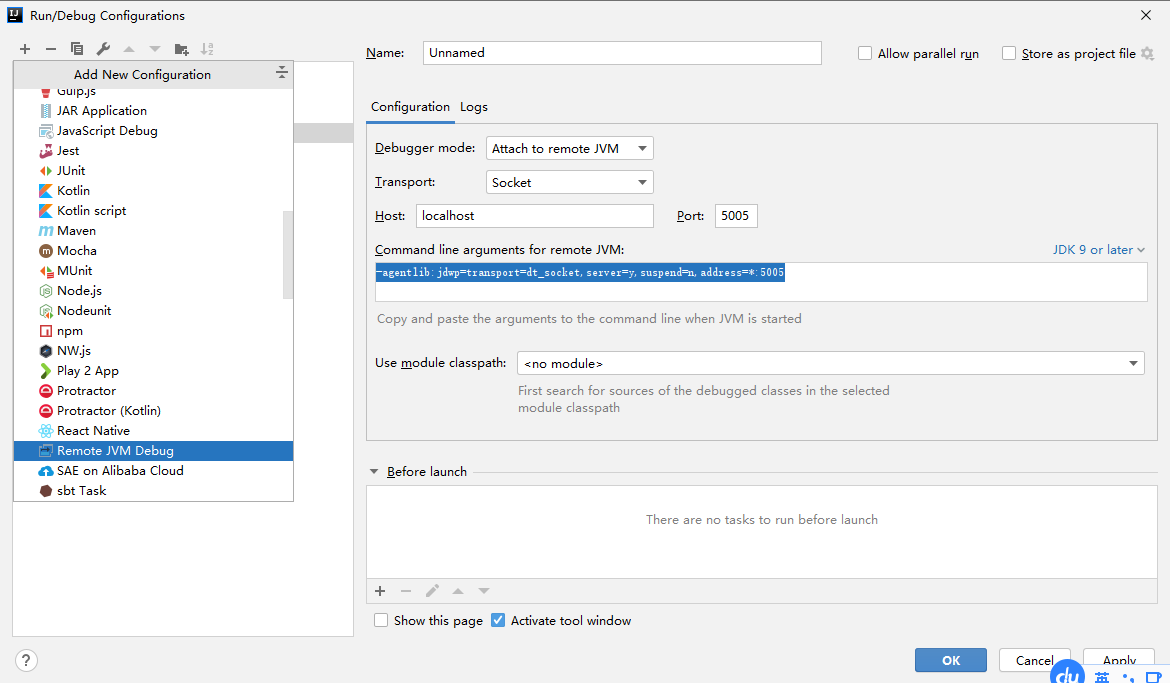 Run/Debug Configurations
Add New Configuration
Gulp.js
JAR Application
JavaScript Debug
Jest
JUnit
Kotlin
Kotlin script
Maven
Mocha
MUnit
Node.js
Nodeunit
npm
NW.js
Play 2 App
Protractor
Protractor (Kotlin)
React Native
Remote JVM Debug
SAE on Alibaba Cloud
sbt Task
Name: Unnamed
Allow parallel run
Store as project file
Configuration Logs
Debugger mode: Attach to remote JVM
Transport: Socket
Host: localhost Port: 5005
Command line arguments for remote JVM: JDK 9 or later
-agentlib:jdwp=transport=dt_socket,server=y,suspend=n,address=*:5005
Copy and paste the arguments to the command line when JVM is started
Use module classpath: <no module>
First search for sources of the debugged classes in the selected
module classpath
Before launch
There are no tasks to run before launch
Show this page Activate tool window
? OK Cancel Apply
du 英